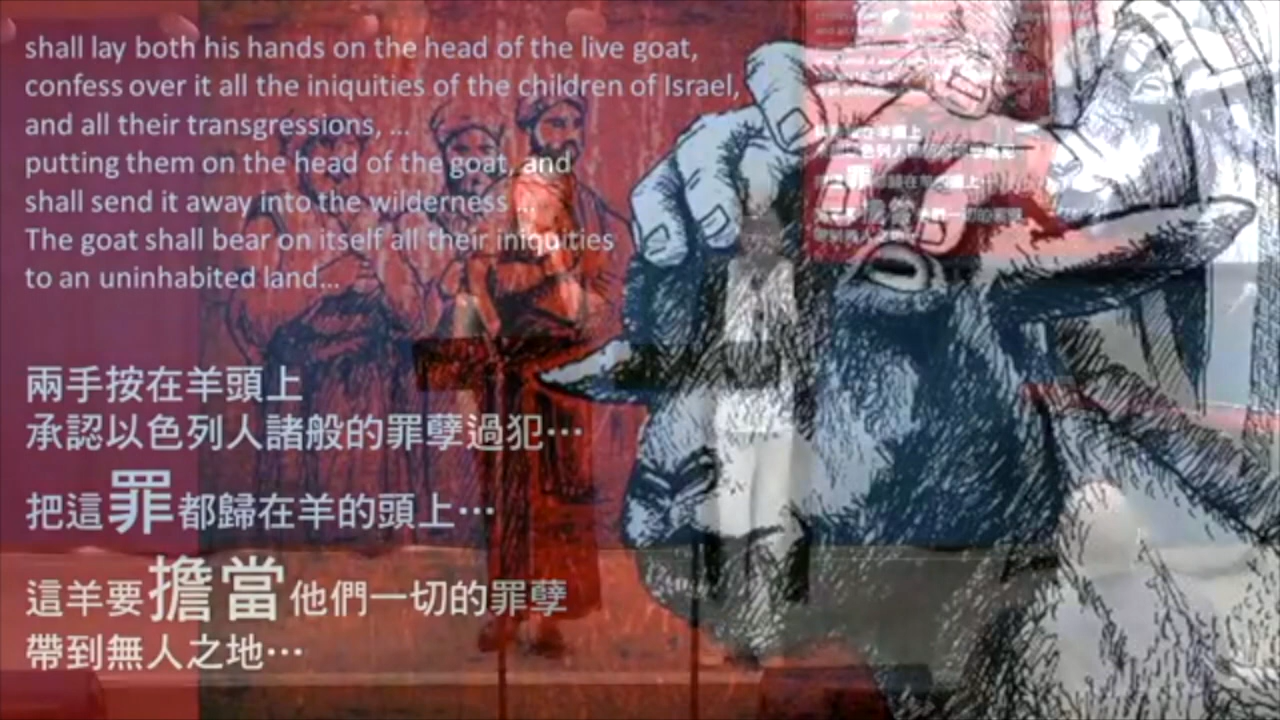 shall lay both his hands on the head of the live goat,
confess over it all the iniquities of the children of Israel,
and all their transgressions, ...
putting them on the head of the goat, and
shall send it away into the wilderness ...
The goat shall bear on itself all their iniquities
to an uninhabited land...
兩手按在羊頭上
承認以色列人諸般的罪孽過犯…
把這罪都歸在羊的頭上…
這羊要擔當他們一切的罪孽
帶到無人之地…